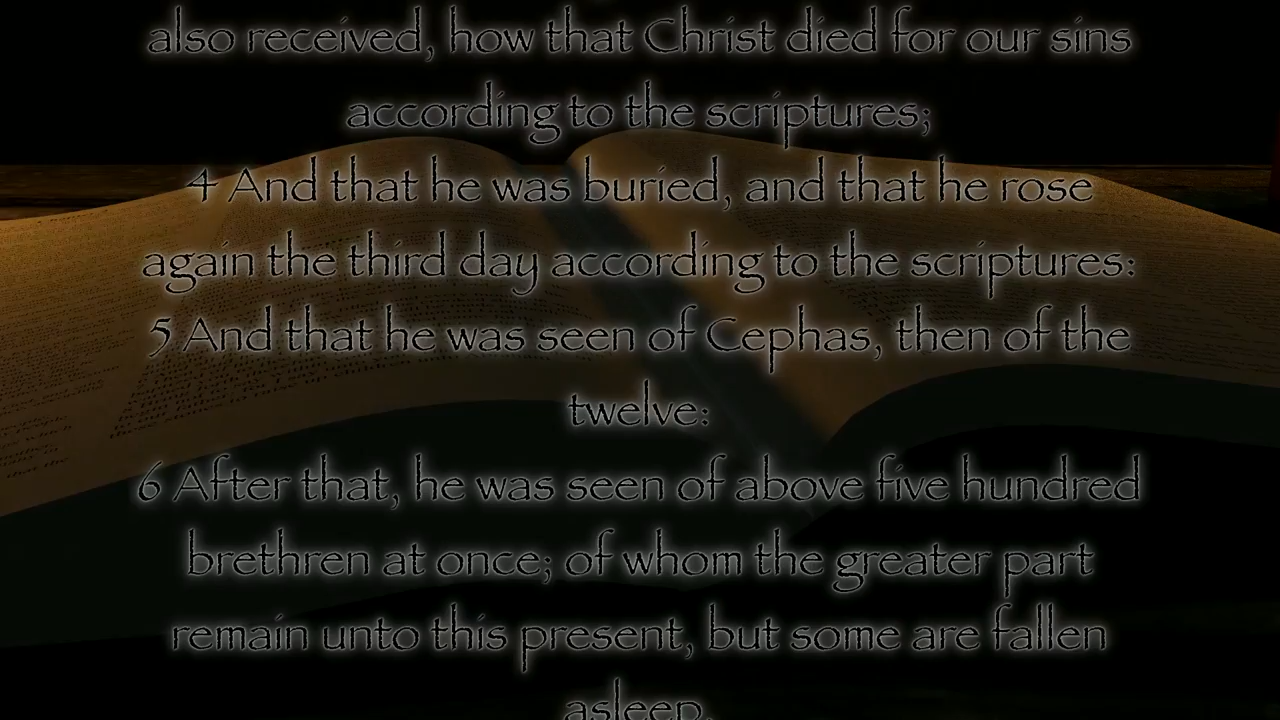 also received, how that Christ died for our sins
according to the scriptures;
4 And that he was buried, and that he rose
again the third day according to the scriptures:
5 And that he was seen of Cephas, then of the
twelve:
6 After that, he was seen of above five hundred
brethren at once; of whom the greater part
remain unto this present, but some are fallen
asleep.